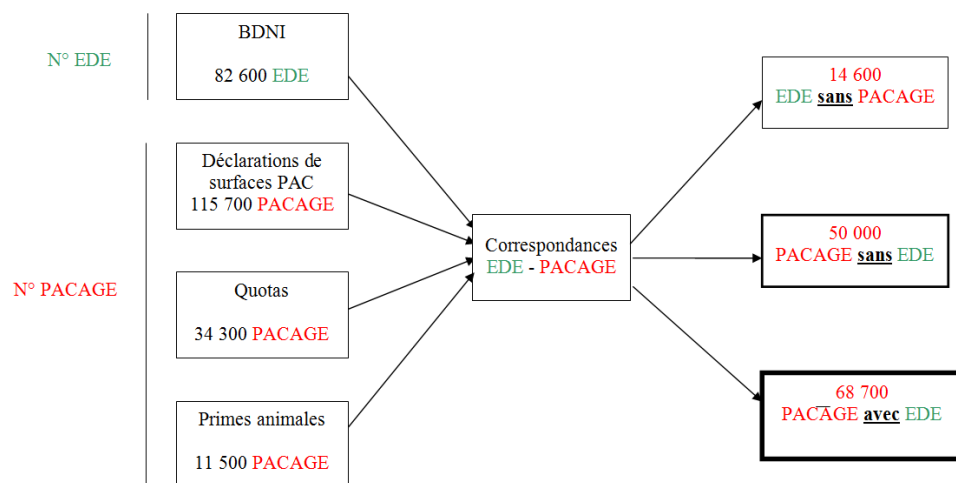 N° EDE
BDNI
82 600 EDE
N° PACAGE
Déclarations de
surfaces PAC
115 700 PACAGE
Quotas
34 300 PACAGE
Primes animales
11 500 PACAGE
Correspondances
EDE - PACAGE
14 600
EDE sans PACAGE
50 000
PACAGE sans EDE
68 700
PACAGE avec EDE